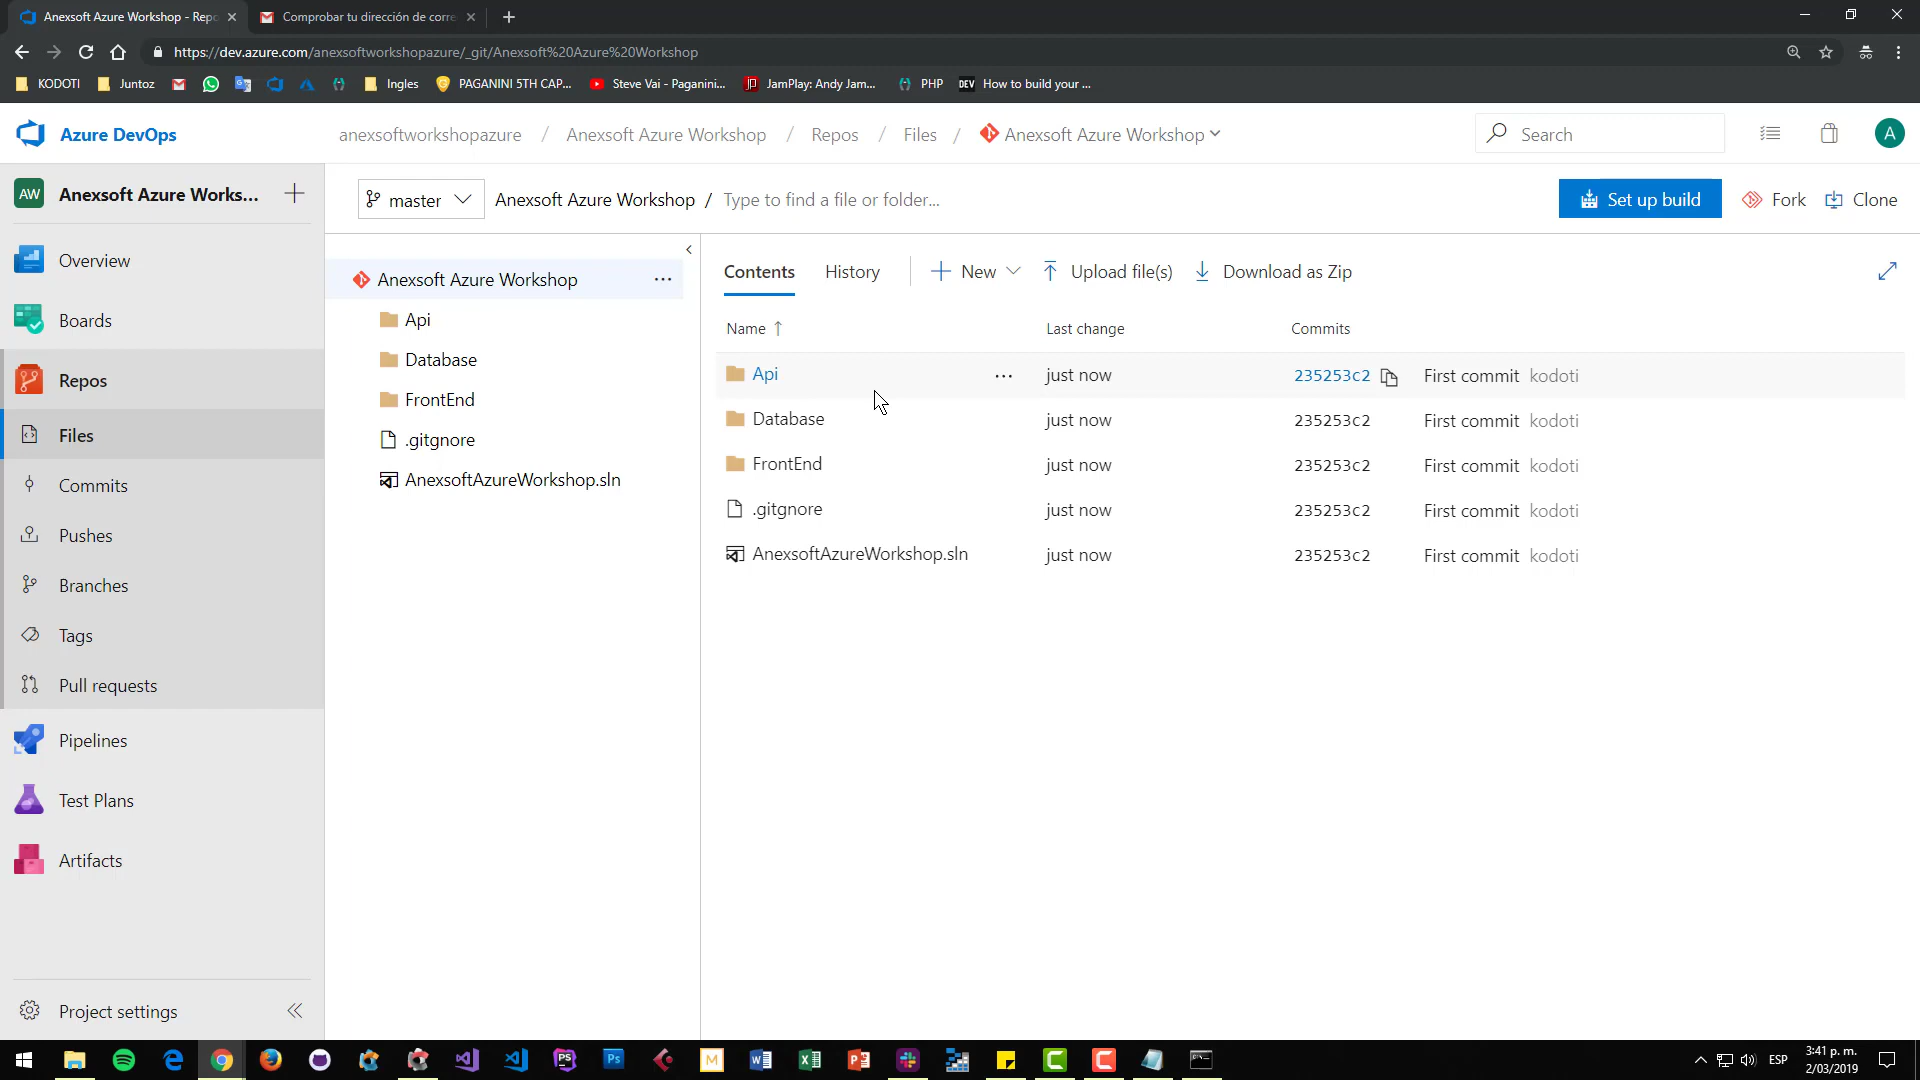 Anexsoft Azure Workshop - Repo
Comprobar tu dirección de corre
https://dev.azure.com/anexsoftworkshopazure/_git/Anexsoft%20Azure%20Workshop
KODOTI
Juntoz
Ingles
PAGANINI 5TH CAP...
Steve Vai - Paganini...
JamPlay: Andy Jam...
PHP
DEV How to build your ...
Azure DevOps
anexsoftworkshopazure / Anexsoft Azure Workshop / Repos / Files / Anexsoft Azure Workshop
Search
A
AW Anexsoft Azure Works...
master
Anexsoft Azure Workshop / Type to find a file or folder...
Set up build
Fork
Clone
Overview
Boards
Repos
Files
Commits
Pushes
Branches
Tags
Pull requests
Pipelines
Test Plans
Artifacts
Project settings
Anexsoft Azure Workshop ...
Api
Database
FrontEnd
.gitgnore
AnexsoftAzureWorkshop.sln
Contents
History
New
Upload file(s)
Download as Zip
Name
Last change
Commits
Api ... just now 235253c2 First commit kodoti
Database just now 235253c2 First commit kodoti
FrontEnd just now 235253c2 First commit kodoti
.gitgnore just now 235253c2 First commit kodoti
AnexsoftAzureWorkshop.sln just now 235253c2 First commit kodoti
ESP
3:41 p. m.
2/03/2019